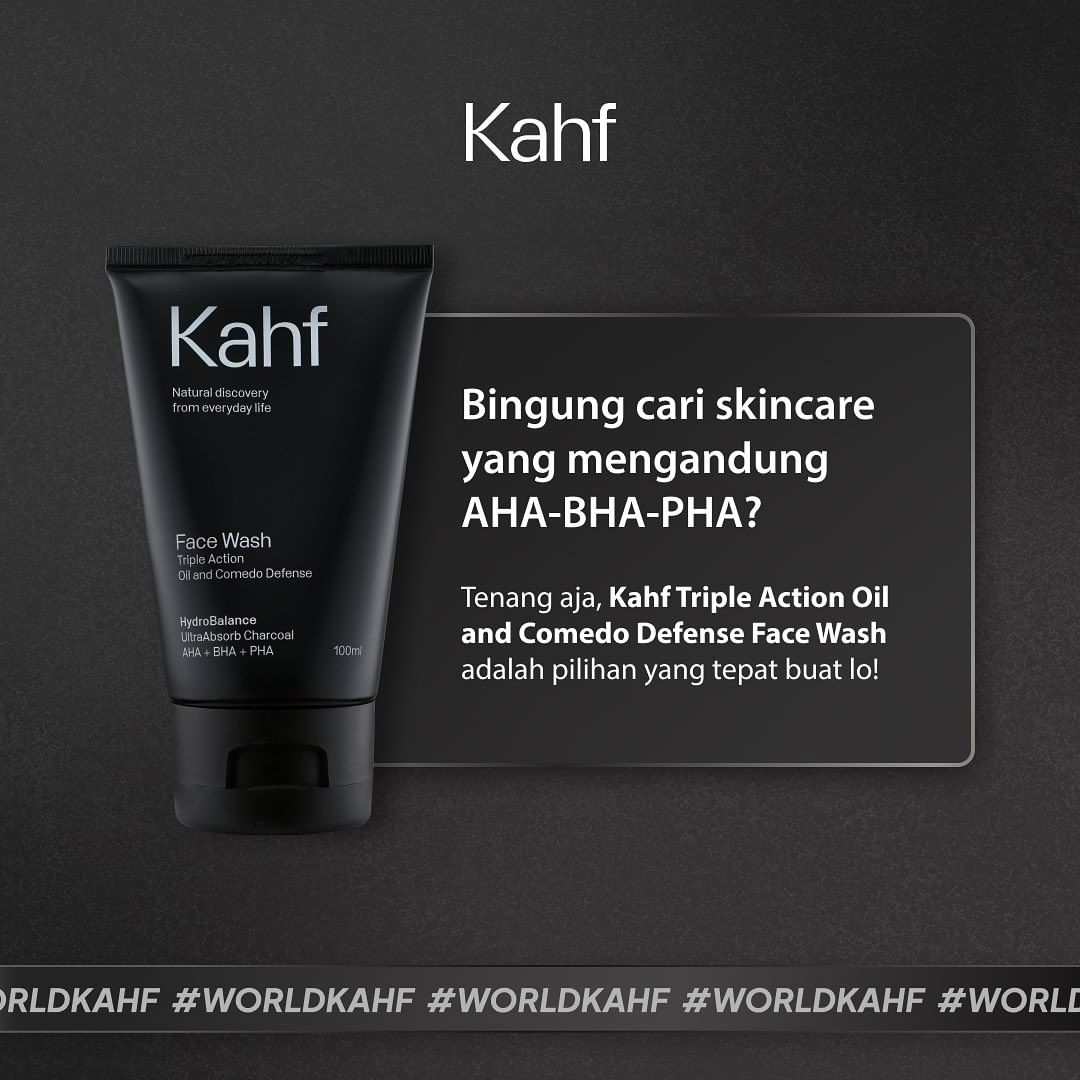 Kahf
Kahf
Natural discovery
from everyday life
Face Wash
Triple Action
Oil and Comedo Defense
HydroBalance
UltraAbsorb Charcoal
AHA + BHA + PHA 100ml
Bingung cari skincare
yang mengandung
AHA-BHA-PHA?
Tenang aja, Kahf Triple Action Oil
and Comedo Defense Face Wash
adalah pilihan yang tepat buat lo!
ORLDKAHF #WORLDKAHF #WORLDKAHF #WORLDKAHF #WORLD